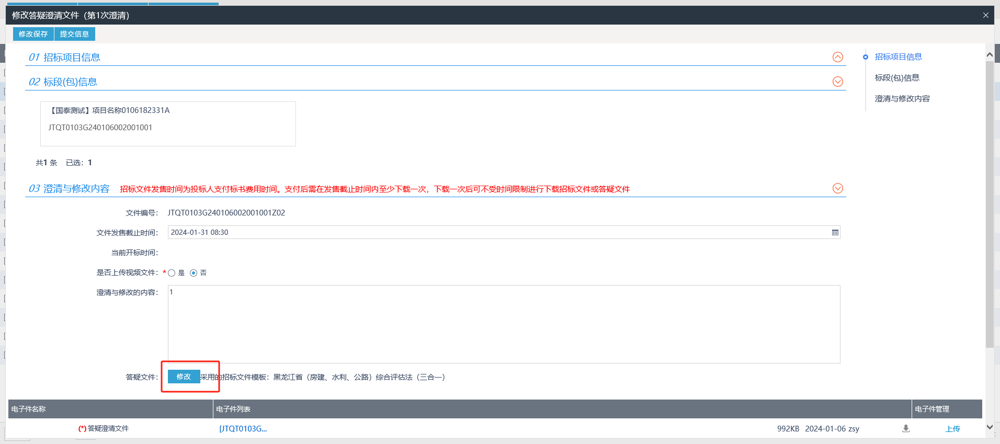 修改答疑澄清文件（第1次澄清）
修改保存 提交信息
01 招标项目信息
02 标段(包)信息
【国泰测试】项目名称0106182331A
JTQT0103G240106002001001
共1 条 已选：1
03 澄清与修改内容 招标文件发售时间为投标人支付标书费用时间。支付后需在发售截止时间内至少下载一次，下载一次后可不受时间限制进行下载招标文件或答疑文件
文件编号： JTQT0103G240106002001001Z02
文件发售截止时间： 2024-01-31 08:30
当前开标时间：
是否上传视频文件： * 是 否
澄清与修改的内容： 1
答疑文件： 修改 采用的招标文件模板：黑龙江省（房建、水利、公路）综合评估法（三合一）
电子件名称 电子件列表 电子件管理
(*) 答疑澄清文件 [JTQT0103G... 992KB 2024-01-06 zsy 上传
招标项目信息
标段(包)信息
澄清与修改内容